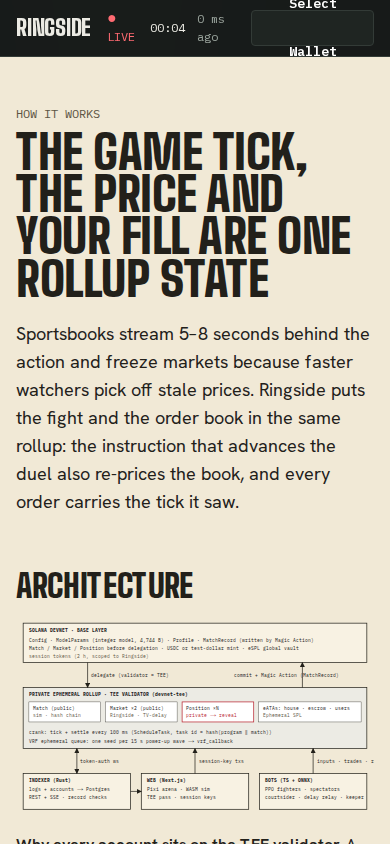 RINGSIDE
● LIVE
00:04
0 ms ago
Select Wallet
HOW IT WORKS
THE GAME TICK,
THE PRICE AND
YOUR FILL ARE ONE
ROLLUP STATE
Sportsbooks stream 5–8 seconds behind the
action and freeze markets because faster
watchers pick off stale prices. Ringside puts
the fight and the order book in the same
rollup: the instruction that advances the
duel also re-prices the book, and every
order carries the tick it saw.
ARCHITECTURE
SOLANA DEVNET · BASE LAYER
Config · ModelParams (integer model, 4,744 B) · Profile · MatchRecord (written by Magic Action)
Match / Market / Position before delegation · USDC or test-dollar mint · eSPL global vault
session tokens (2 h, scoped to Ringside)
delegate (validator = TEE)
commit + Magic Action (MatchRecord)
PRIVATE EPHEMERAL ROLLUP · TEE VALIDATOR (devnet-tee)
Match (public)
sim · hash chain
Market ×2 (public)
Ringside · TV-delay
Position ×N
private → reveal
eATAs: house · escrow · users
Ephemeral SPL
crank: tick + settle every 100 ms (ScheduleTask, task id = hash(program ‖ match))
VRF ephemeral queue: one seed per 15 s power-up wave → vrf_callback
token-auth ws
session-key txs
inputs · trades · r
INDEXER (Rust)
logs + accounts → Postgres
REST + SSE · record checks
WEB (Next.js)
Pixi arena · WASM sim
TEE pass · session keys
BOTS (TS + ONNX)
PPO fighters · spectators
courtsider · delay relay · keeper
Why every account sits on the TEE validator. A